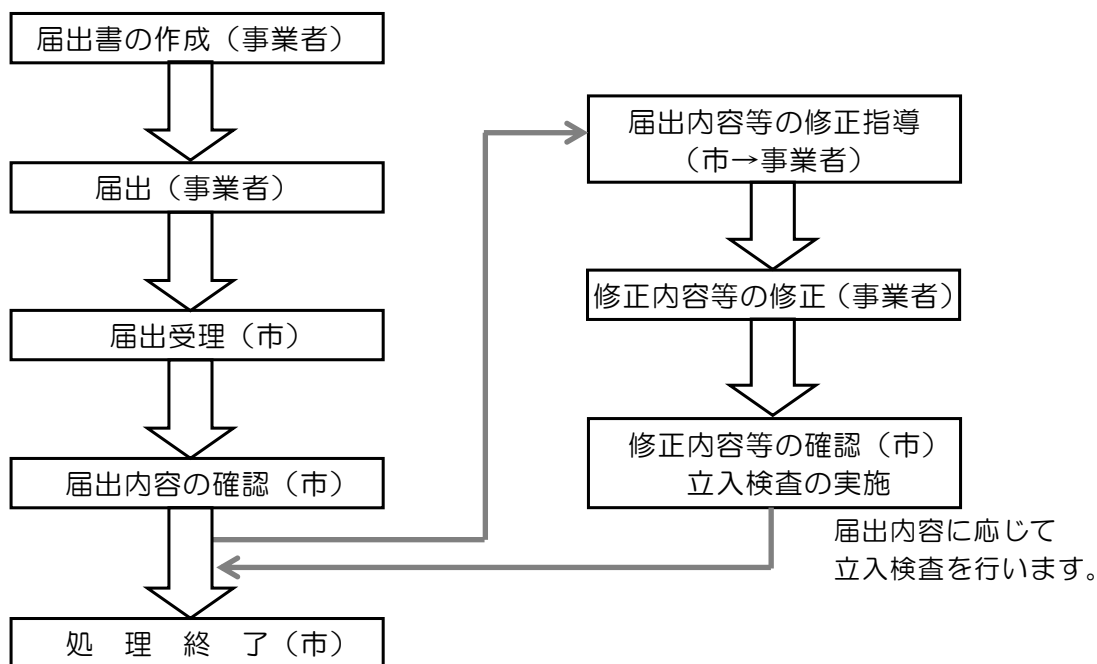 届出書の作成（事業者）
届出（事業者）
届出受理（市）
届出内容の確認（市）
処　理　終　了（市）
届出内容等の修正指導
（市→事業者）
修正内容等の修正（事業者）
修正内容等の確認（市）
立入検査の実施
届出内容に応じて
立入検査を行います。